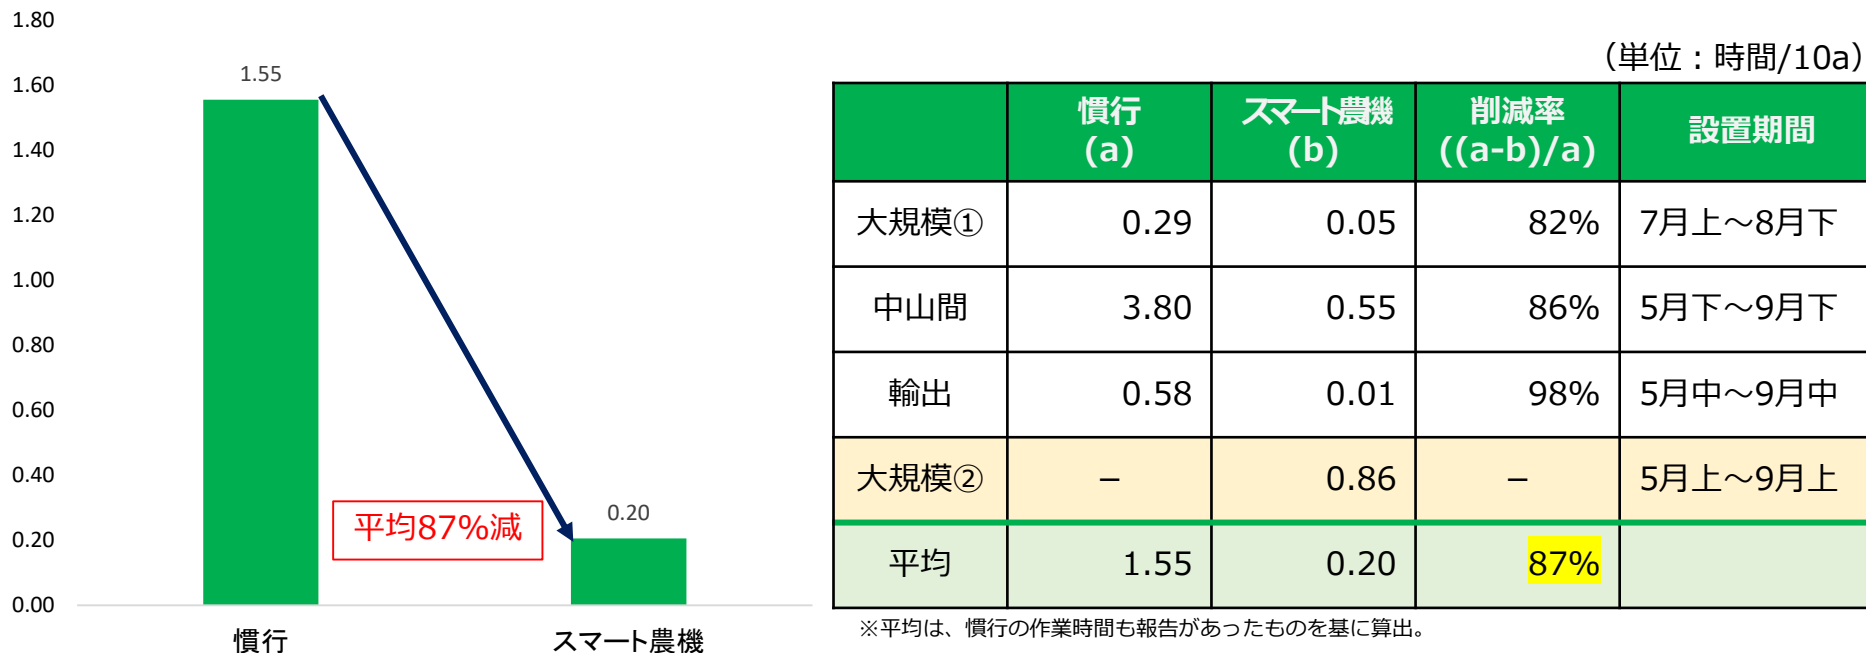 1.80
1.60
1.40
1.20
1.00
0.80
0.60
0.40
0.20
0.00
1.55
0.20
平均87%減
慣行
スマート農機
（単位：時間/10a）
慣行 スマート農機 削減率 設置期間
(a) (b) ((a-b)/a)
大規模① 0.29 0.05 82% 7月上～8月下
中山間 3.80 0.55 86% 5月下～9月下
輸出 0.58 0.01 98% 5月中～9月中
大規模② – 0.86 – 5月上～9月上
平均 1.55 0.20 87%
※平均は、慣行の作業時間も報告があったものを基に算出。